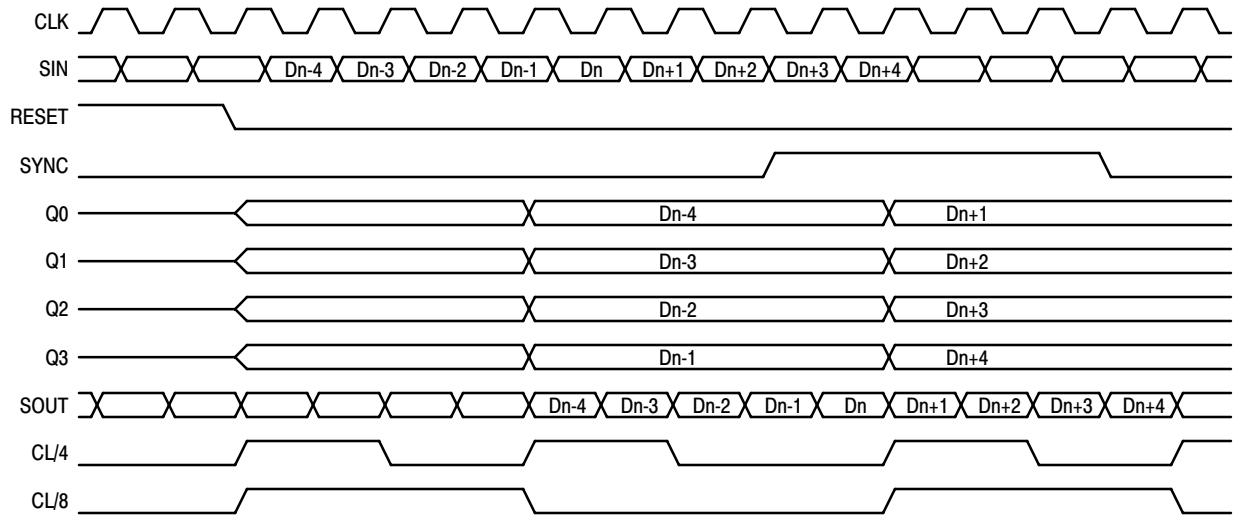 CLK
SIN Dn-4 Dn-3 Dn-2 Dn-1 Dn Dn+1 Dn+2 Dn+3 Dn+4
RESET
SYNC
Q0 Dn-4 Dn+1
Q1 Dn-3 Dn+2
Q2 Dn-2 Dn+3
Q3 Dn-1 Dn+4
SOUT Dn-4 Dn-3 Dn-2 Dn-1 Dn Dn+1 Dn+2 Dn+3 Dn+4
CL/4
CL/8